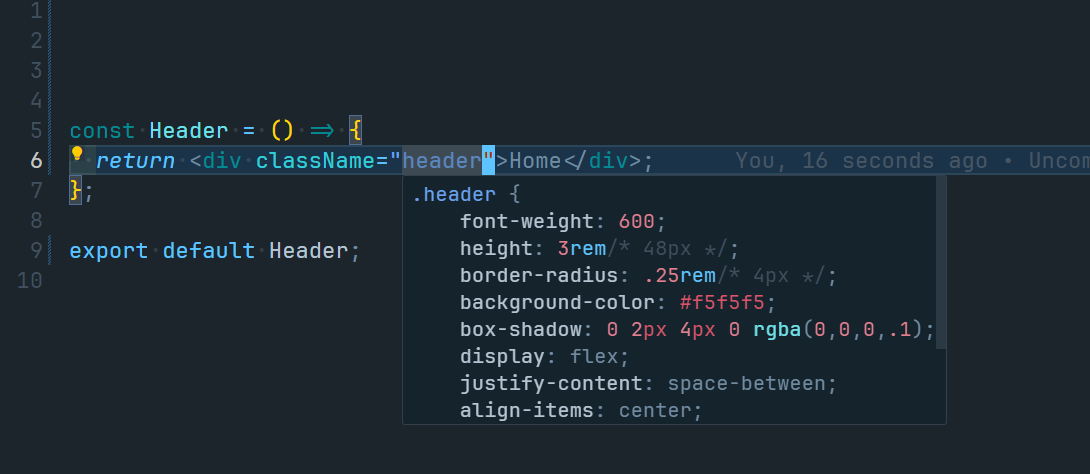 1
2
3
4
5 const Header = () => {
6 return <div className="header">Home</div>; You, 16 seconds ago • Uncom
7 };
8
9 export default Header;
10
.header {
font-weight: 600;
height: 3rem/* 48px */;
border-radius: .25rem/* 4px */;
background-color: #f5f5f5;
box-shadow: 0 2px 4px 0 rgba(0,0,0,.1);
display: flex;
justify-content: space-between;
align-items: center;